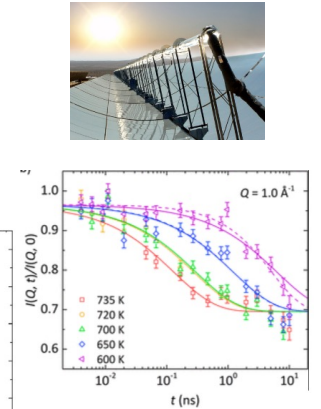 1.0
0.9
0.8
0.7
0.6
I(Q, t)/I(Q, 0)
Q = 1.0 Å⁻¹
735 K
720 K
700 K
650 K
600 K
10⁻² 10⁻¹ 10⁰ 10¹
t (ns)